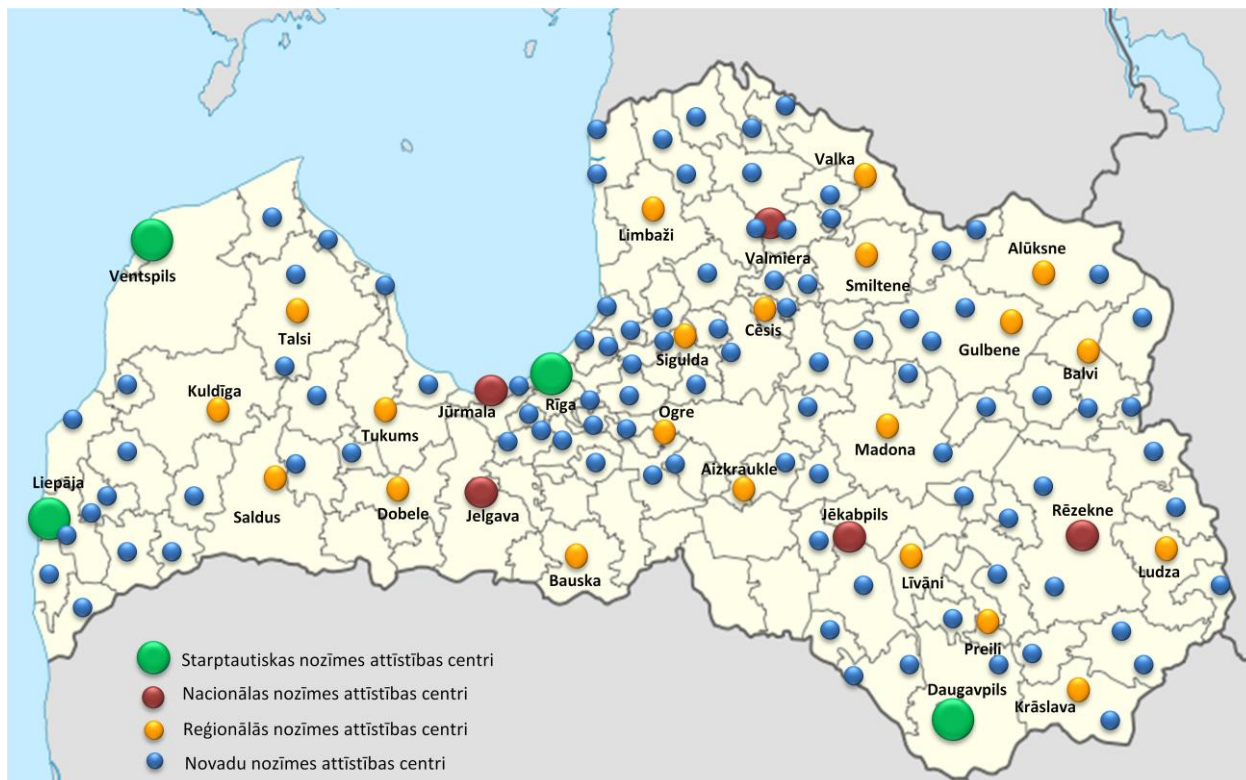 Valka
Limbaži
Alūksne
Ventspils
Valmiera
Smiltene
Cēsis
Talsi
Gulbene
Sigulda
Balvi
Kuldīga
Jūrmala
Rīga
Ogre
Tukums
Madona
Aizkraukle
Liepāja
Saldus
Dobele
Jelgava
Jēkabpils
Rēzekne
Bauska
Līvāni
Ludza
Preilī
Daugavpils
Krāslava
Starptautiskas nozīmes attīstības centri
Nacionālas nozīmes attīstības centri
Reģionālās nozīmes attīstības centri
Novadu nozīmes attīstības centri